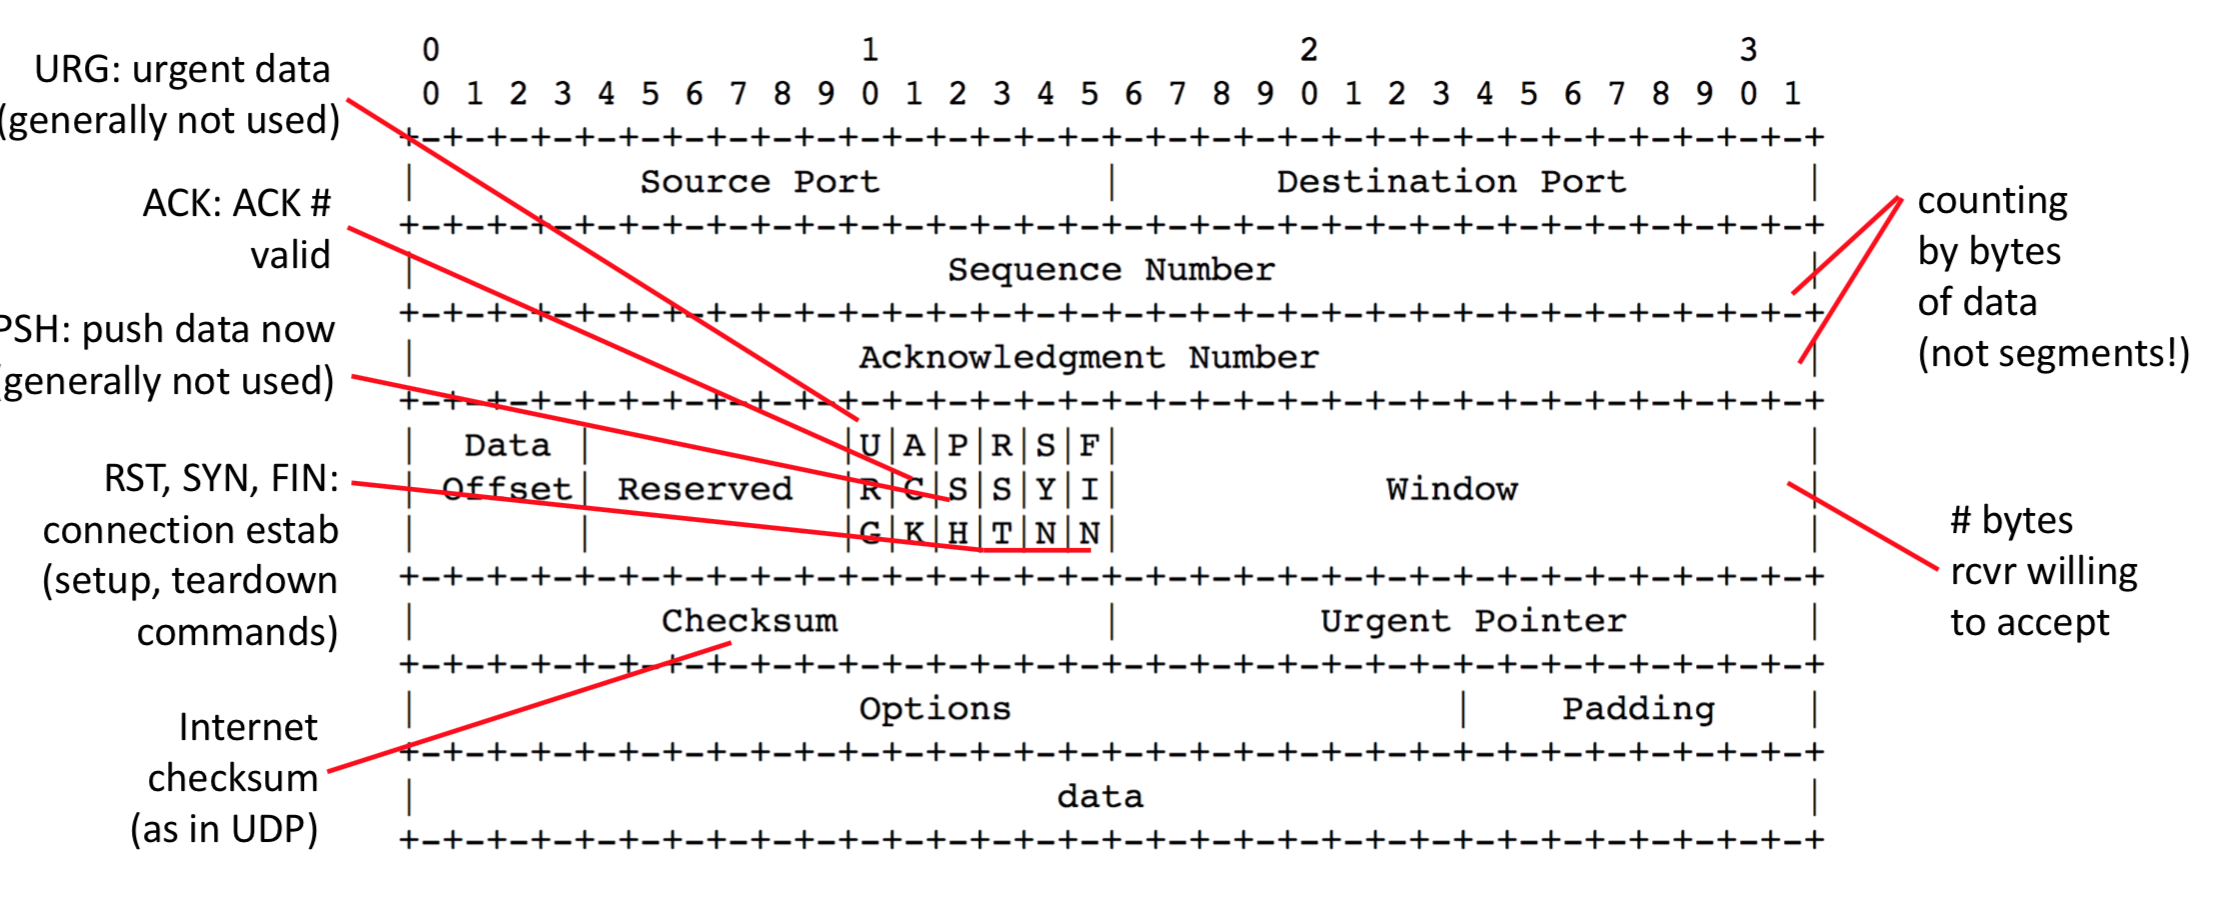 0 1 2 3
0 1 2 3 4 5 6 7 8 9 0 1 2 3 4 5 6 7 8 9 0 1 2 3 4 5 6 7 8 9 0 1
+-+-+-+-+-+-+-+-+-+-+-+-+-+-+-+-+-+-+-+-+-+-+-+-+-+-+-+-+-+-+-+-+
| Source Port | Destination Port |
+-+-+-+-+-+-+-+-+-+-+-+-+-+-+-+-+-+-+-+-+-+-+-+-+-+-+-+-+-+-+-+-+
| Sequence Number |
+-+-+-+-+-+-+-+-+-+-+-+-+-+-+-+-+-+-+-+-+-+-+-+-+-+-+-+-+-+-+-+-+
| Acknowledgment Number |
+-+-+-+-+-+-+-+-+-+-+-+-+-+-+-+-+-+-+-+-+-+-+-+-+-+-+-+-+-+-+-+-+
| Data | |U|A|P|R|S|F| |
| Offset| Reserved |R|C|S|S|Y|I| Window |
| | |G|K|H|T|N|N| |
+-+-+-+-+-+-+-+-+-+-+-+-+-+-+-+-+-+-+-+-+-+-+-+-+-+-+-+-+-+-+-+-+
| Checksum | Urgent Pointer |
+-+-+-+-+-+-+-+-+-+-+-+-+-+-+-+-+-+-+-+-+-+-+-+-+-+-+-+-+-+-+-+-+
| Options | Padding |
+-+-+-+-+-+-+-+-+-+-+-+-+-+-+-+-+-+-+-+-+-+-+-+-+-+-+-+-+-+-+-+-+
| data |
+-+-+-+-+-+-+-+-+-+-+-+-+-+-+-+-+-+-+-+-+-+-+-+-+-+-+-+-+-+-+-+-+
URG: urgent data
(generally not used)
ACK: ACK #
valid
PSH: push data now
(generally not used)
RST, SYN, FIN:
connection estab
(setup, teardown
commands)
Internet
checksum
(as in UDP)
counting
by bytes
of data
(not segments!)
# bytes
rcvr willing
to accept